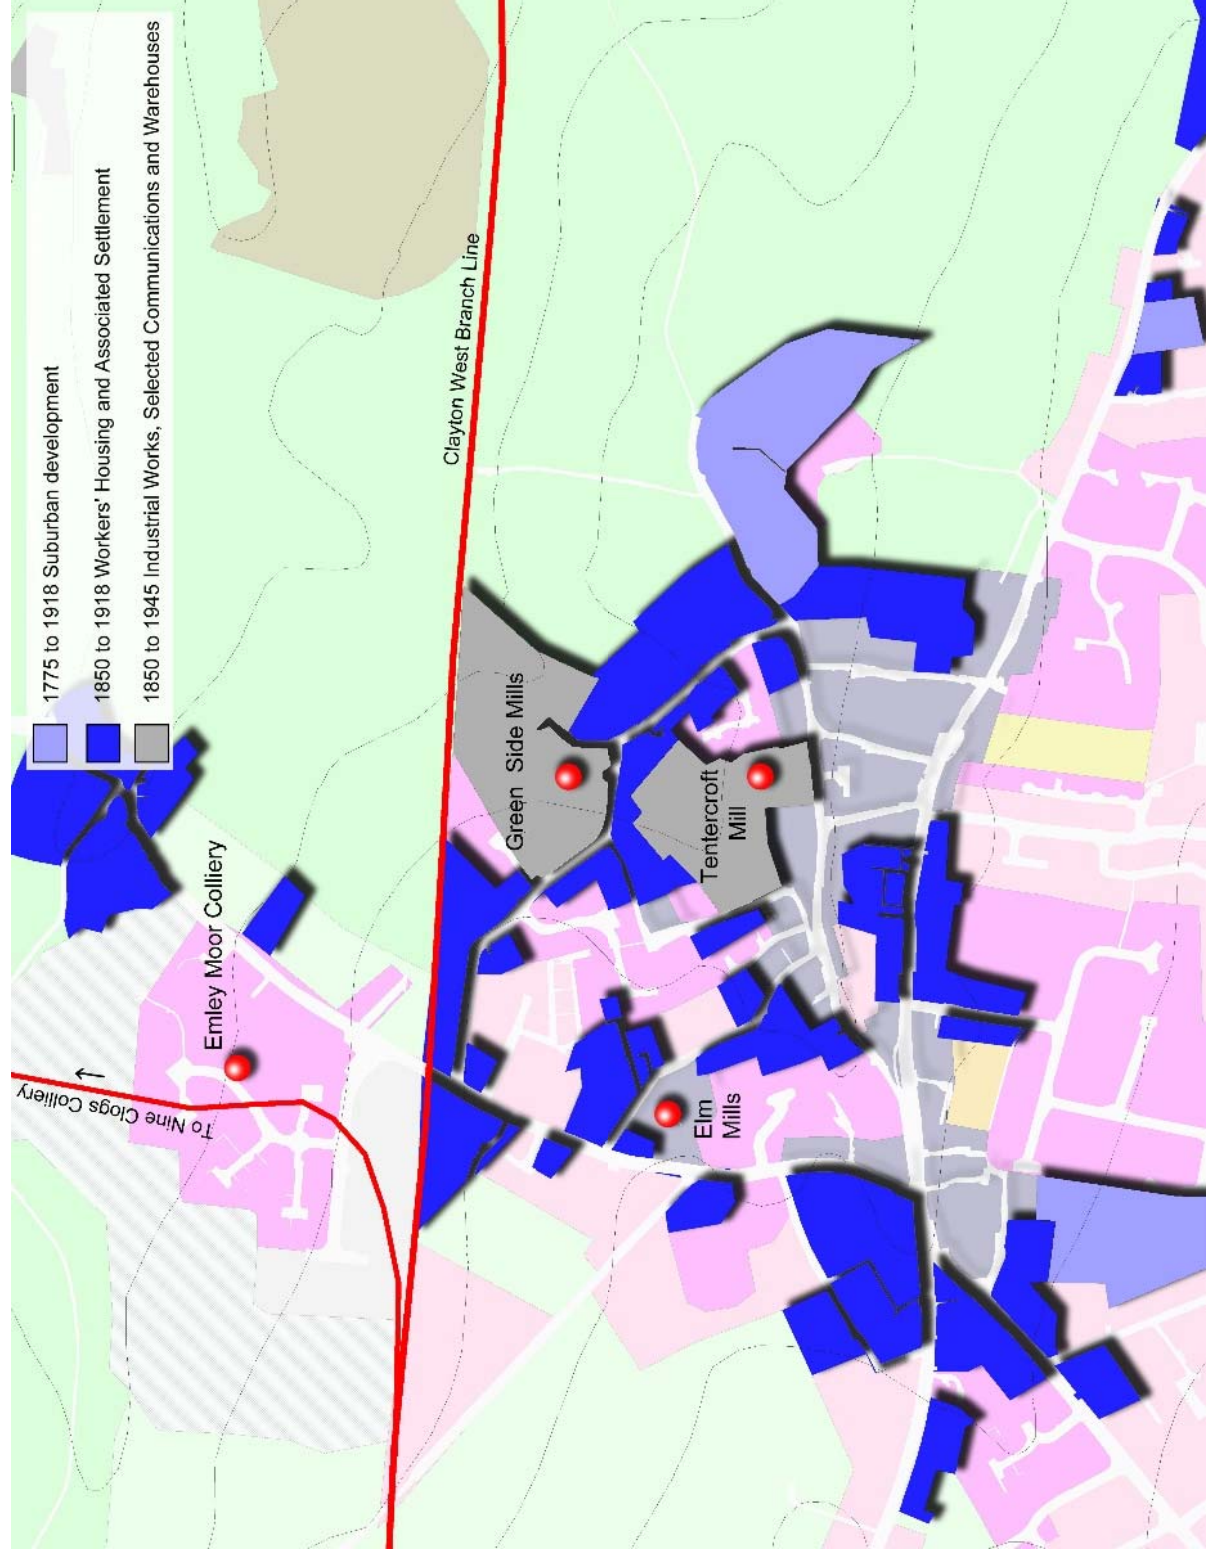 1775 to 1918 Suburban development
1850 to 1918 Workers' Housing and Associated Settlement
1850 to 1945 Industrial Works, Selected Communications and Warehouses
To Nine Clogs Colliery
Emley Moor Colliery
Clayton West Branch Line
Green Side Mills
Elm
Mills
Tentercroft
Mill